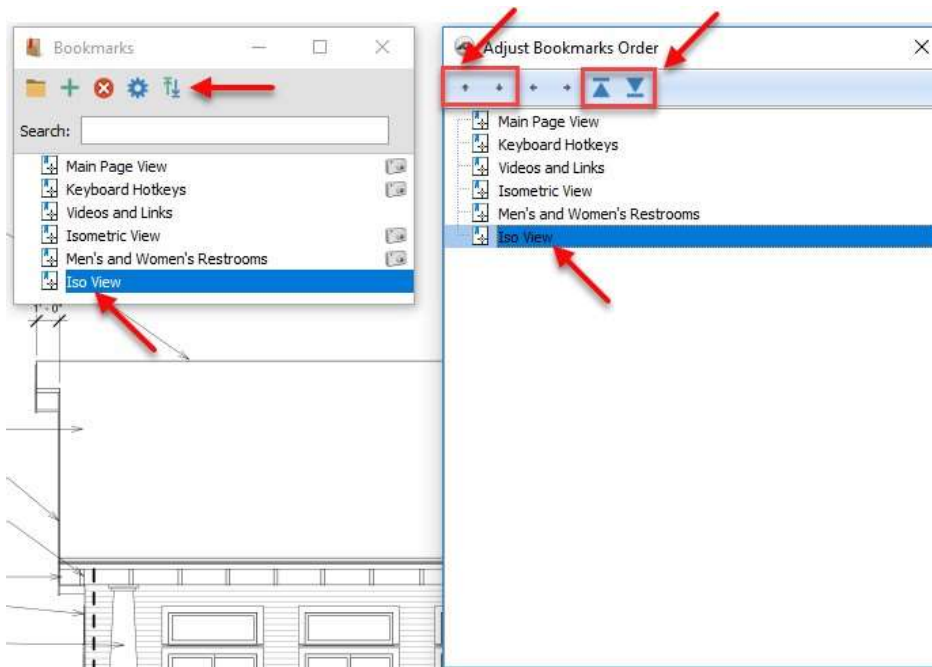 Bookmarks
Search:
Main Page View
Keyboard Hotkeys
Videos and Links
Isometric View
Men's and Women's Restrooms
Iso View
1' - 0"
Adjust Bookmarks Order
Main Page View
Keyboard Hotkeys
Videos and Links
Isometric View
Men's and Women's Restrooms
Iso View